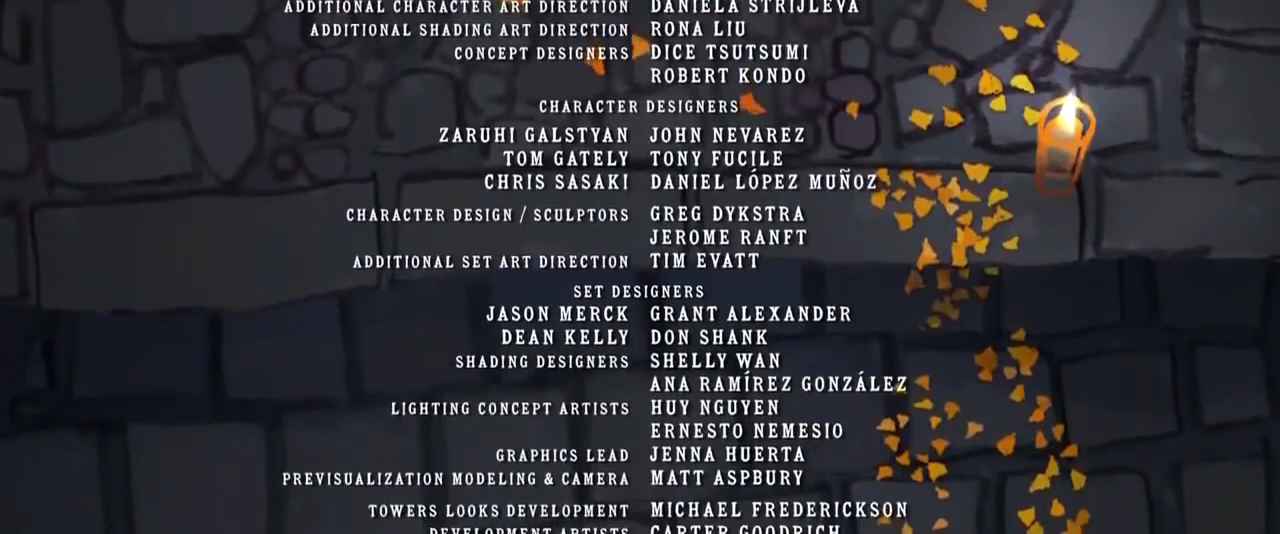 ADDITIONAL CHARACTER ART DIRECTION DANIELA STRIJLEVA
ADDITIONAL SHADING ART DIRECTION RONA LIU
CONCEPT DESIGNERS DICE TSUTSUMI
ROBERT KONDO
CHARACTER DESIGNERS
ZARUHI GALSTYAN JOHN NEVAREZ
TOM GATELY TONY FUCILE
CHRIS SASAKI DANIEL LÓPEZ MUÑOZ
CHARACTER DESIGN / SCULPTORS GREG DYKSTRA
JEROME RANFT
ADDITIONAL SET ART DIRECTION TIM EVATT
SET DESIGNERS
JASON MERCK GRANT ALEXANDER
DEAN KELLY DON SHANK
SHADING DESIGNERS SHELLY WAN
ANA RAMÍREZ GONZÁLEZ
LIGHTING CONCEPT ARTISTS HUY NGUYEN
ERNESTO NEMESIO
GRAPHICS LEAD JENNA HUERTA
PREVISUALIZATION MODELING & CAMERA MATT ASPBURY
TOWERS LOOKS DEVELOPMENT MICHAEL FREDERICKSON
DEVELOPMENT ARTISTS CARTER GOODRICH